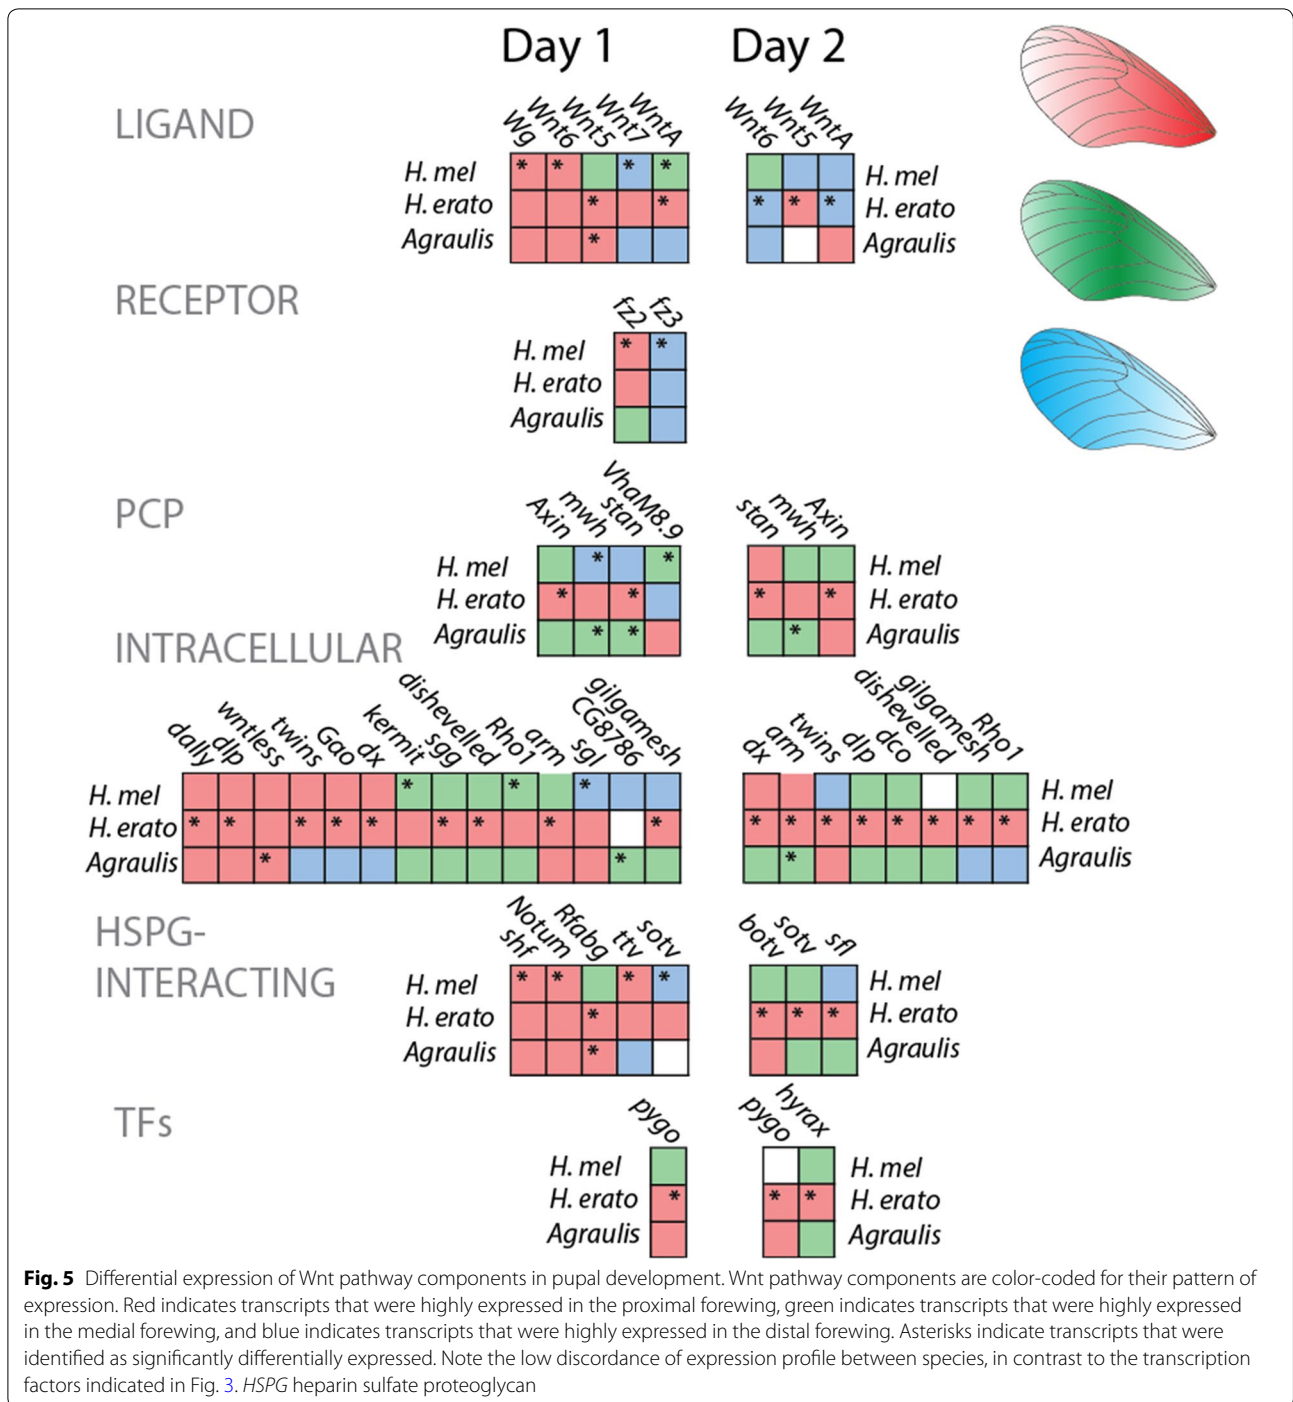 Day 1 Day 2
LIGAND
Wg Wnt6 Wnt5 Wnt7 WntA
Wnt6 Wnt5 WntA
* * * *
H. mel H. mel
* * * * *
H. erato H. erato
*
Agraulis Agraulis
RECEPTOR
fz2 fz3
* *
H. mel
H. erato
Agraulis
PCP
Axin mwh stan VhaM8.9
stan mwh Axin
* *
H. mel H. mel
* * * *
H. erato H. erato
* * *
Agraulis Agraulis
INTRACELLULAR
dally dlp wntless twins Gao dx kermit sgg dishevelled Rho1 arm sgl CG8786 gilgamesh
dx arm twins dlp dco dishevelled gilgamesh Rho1
* * *
H. mel H. mel
* * * * * * * * * * * * * * * * *
H. erato H. erato
* * *
Agraulis Agraulis
HSPG-
INTERACTING
shf Notum Rfabg ttv sotv
botv sotv sfl
* * * *
H. mel H. mel
* * * *
H. erato H. erato
*
Agraulis Agraulis
TFs
pygo
pygo hyrax
H. mel H. mel
* * *
H. erato H. erato
Agraulis Agraulis
Fig. 5 Differential expression of Wnt pathway components in pupal development. Wnt pathway components are color-coded for their pattern of
expression. Red indicates transcripts that were highly expressed in the proximal forewing, green indicates transcripts that were highly expressed
in the medial forewing, and blue indicates transcripts that were highly expressed in the distal forewing. Asterisks indicate transcripts that were
identified as significantly differentially expressed. Note the low discordance of expression profile between species, in contrast to the transcription
factors indicated in Fig. 3. HSPG heparin sulfate proteoglycan